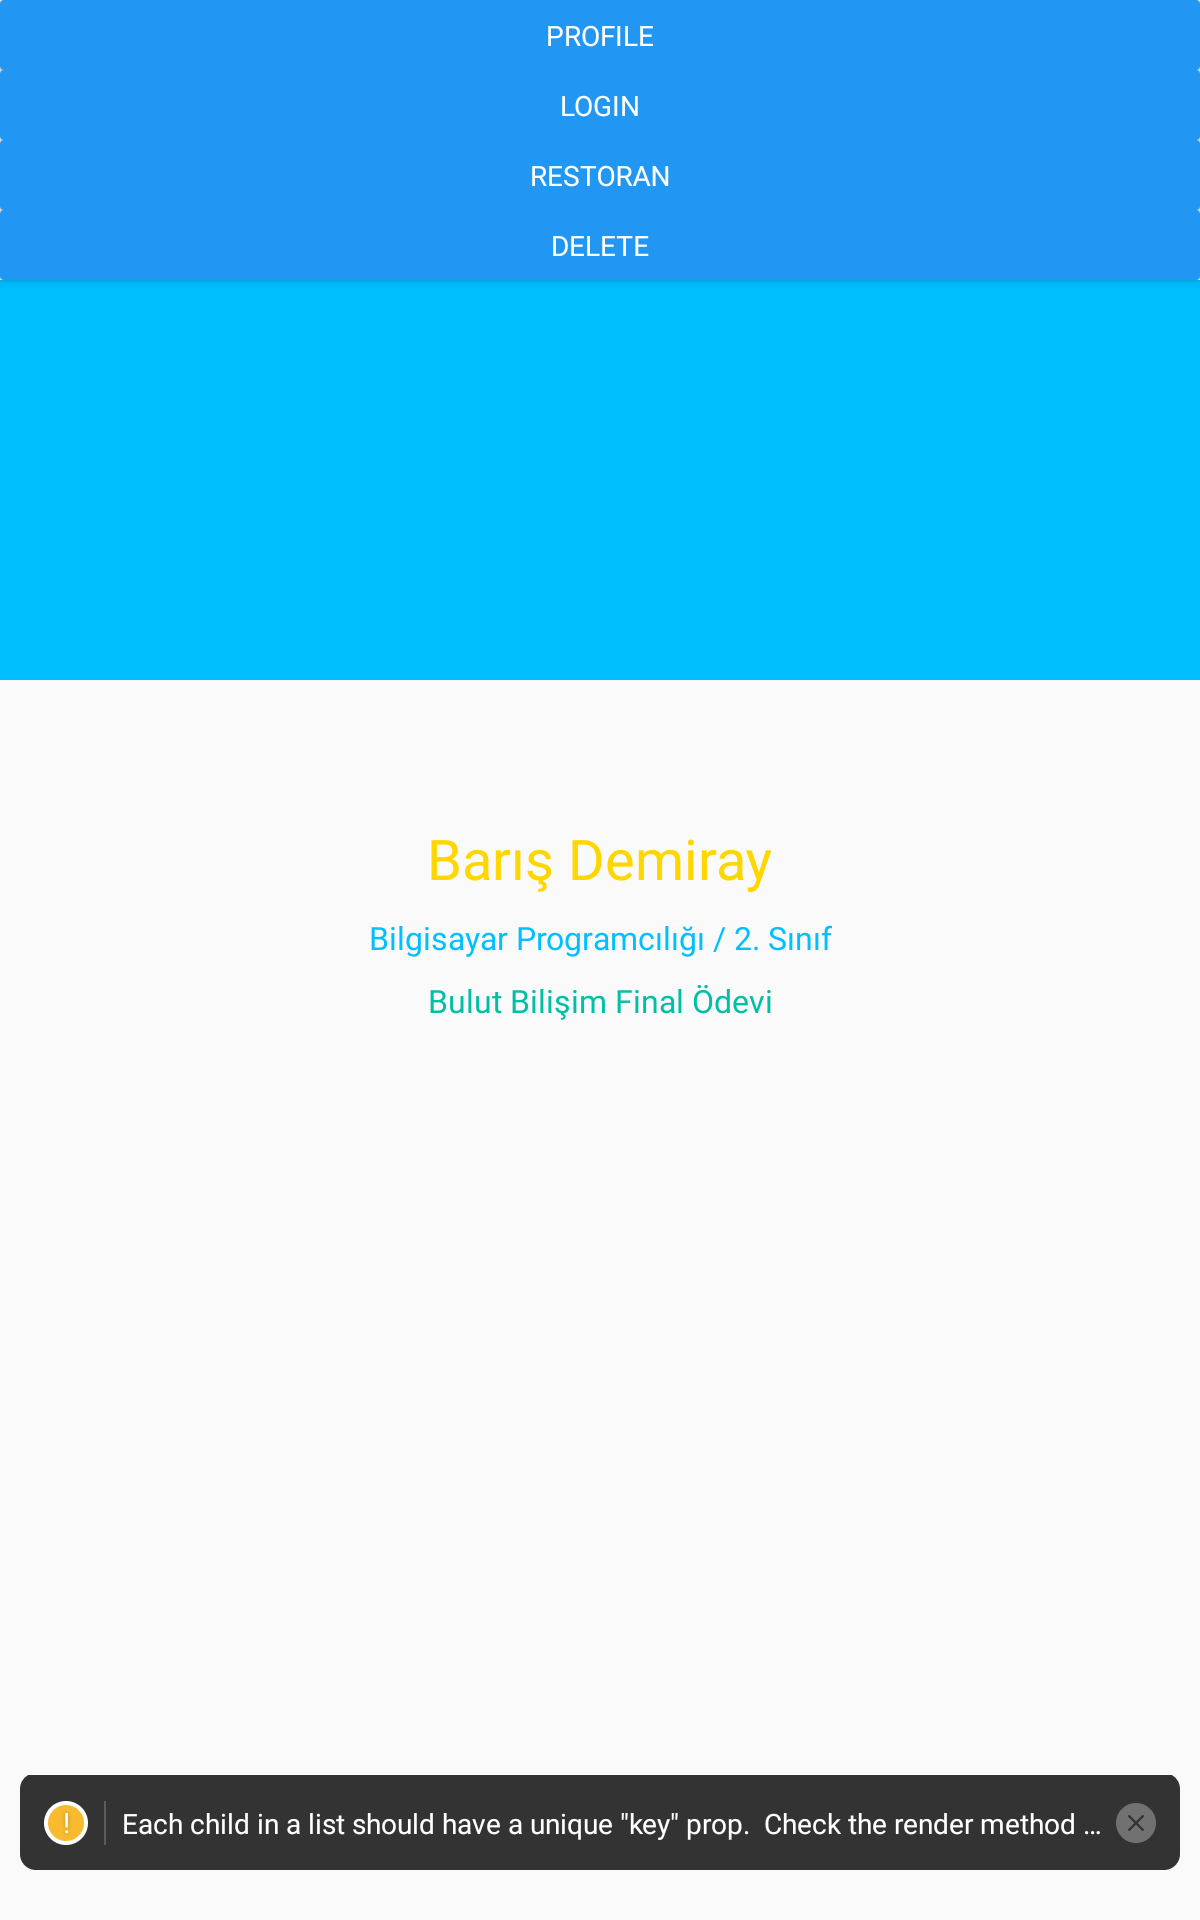 PROFILE
LOGIN
RESTORAN
DELETE
Barış Demiray
Bilgisayar Programcılığı / 2. Sınıf
Bulut Bilişim Final Ödevi
! Each child in a list should have a unique "key" prop.  Check the render method ...